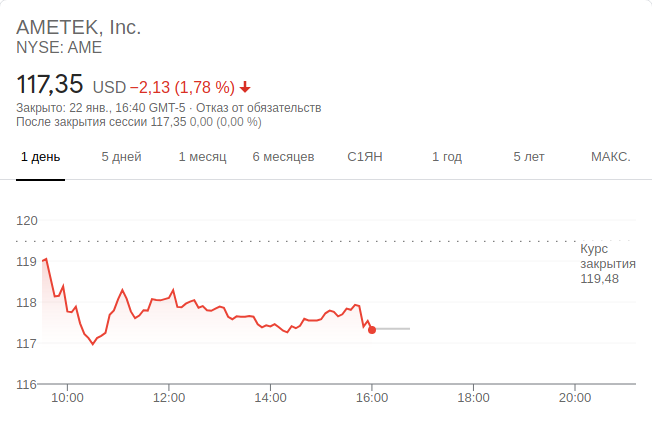 AMETEK, Inc.
NYSE: AME
117,35 USD −2,13 (1,78 %)
Закрыто: 22 янв., 16:40 GMT-5 · Отказ от обязательств
После закрытия сессии 117,35 0,00 (0,00 %)
1 день 5 дней 1 месяц 6 месяцев С1ЯН 1 год 5 лет МАКС.
120
Курс
закрытия
119,48
119
118
117
116
10:00 12:00 14:00 16:00 18:00 20:00